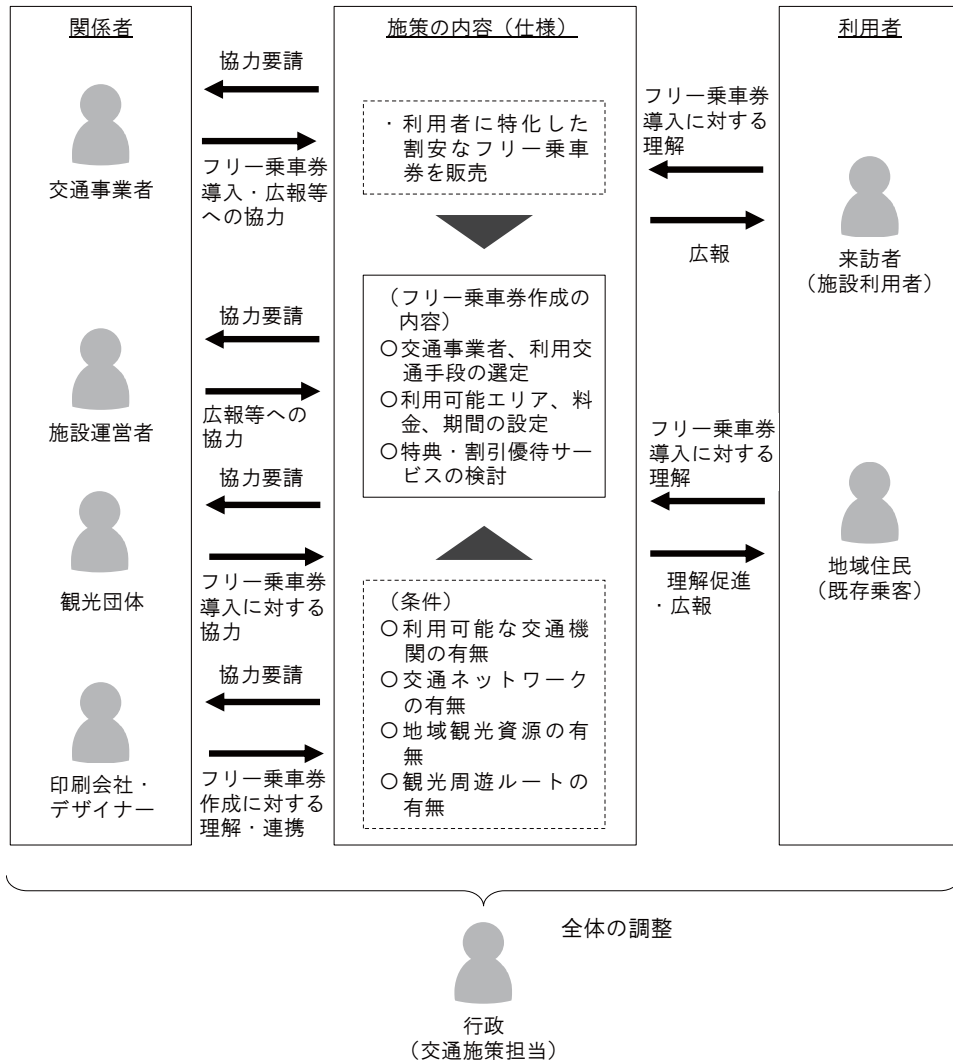 関係者
協力要請
交通事業者
フリー乗車券
導入・広報等
への協力
協力要請
施設運営者
広報等への
協力
協力要請
観光団体
フリー乗車券
導入に対する
協力
協力要請
印刷会社・
デザイナー
フリー乗車券
作成に対する
理解・連携
施策の内容（仕様）
・利用者に特化した
割安なフリー乗車
券を販売
（フリー乗車券作成の
内容）
〇交通事業者、利用交
通手段の選定
〇利用可能エリア、料
金、期間の設定
〇特典・割引優待サー
ビスの検討
（条件）
〇利用可能な交通機
関の有無
〇交通ネットワーク
の有無
〇地域観光資源の有
無
〇観光周遊ルートの
有無
利用者
フリー乗車券
導入に対する
理解
広報
来訪者
（施設利用者）
フリー乗車券
導入に対する
理解
理解促進
・広報
地域住民
（既存乗客）
全体の調整
行政
（交通施策担当）